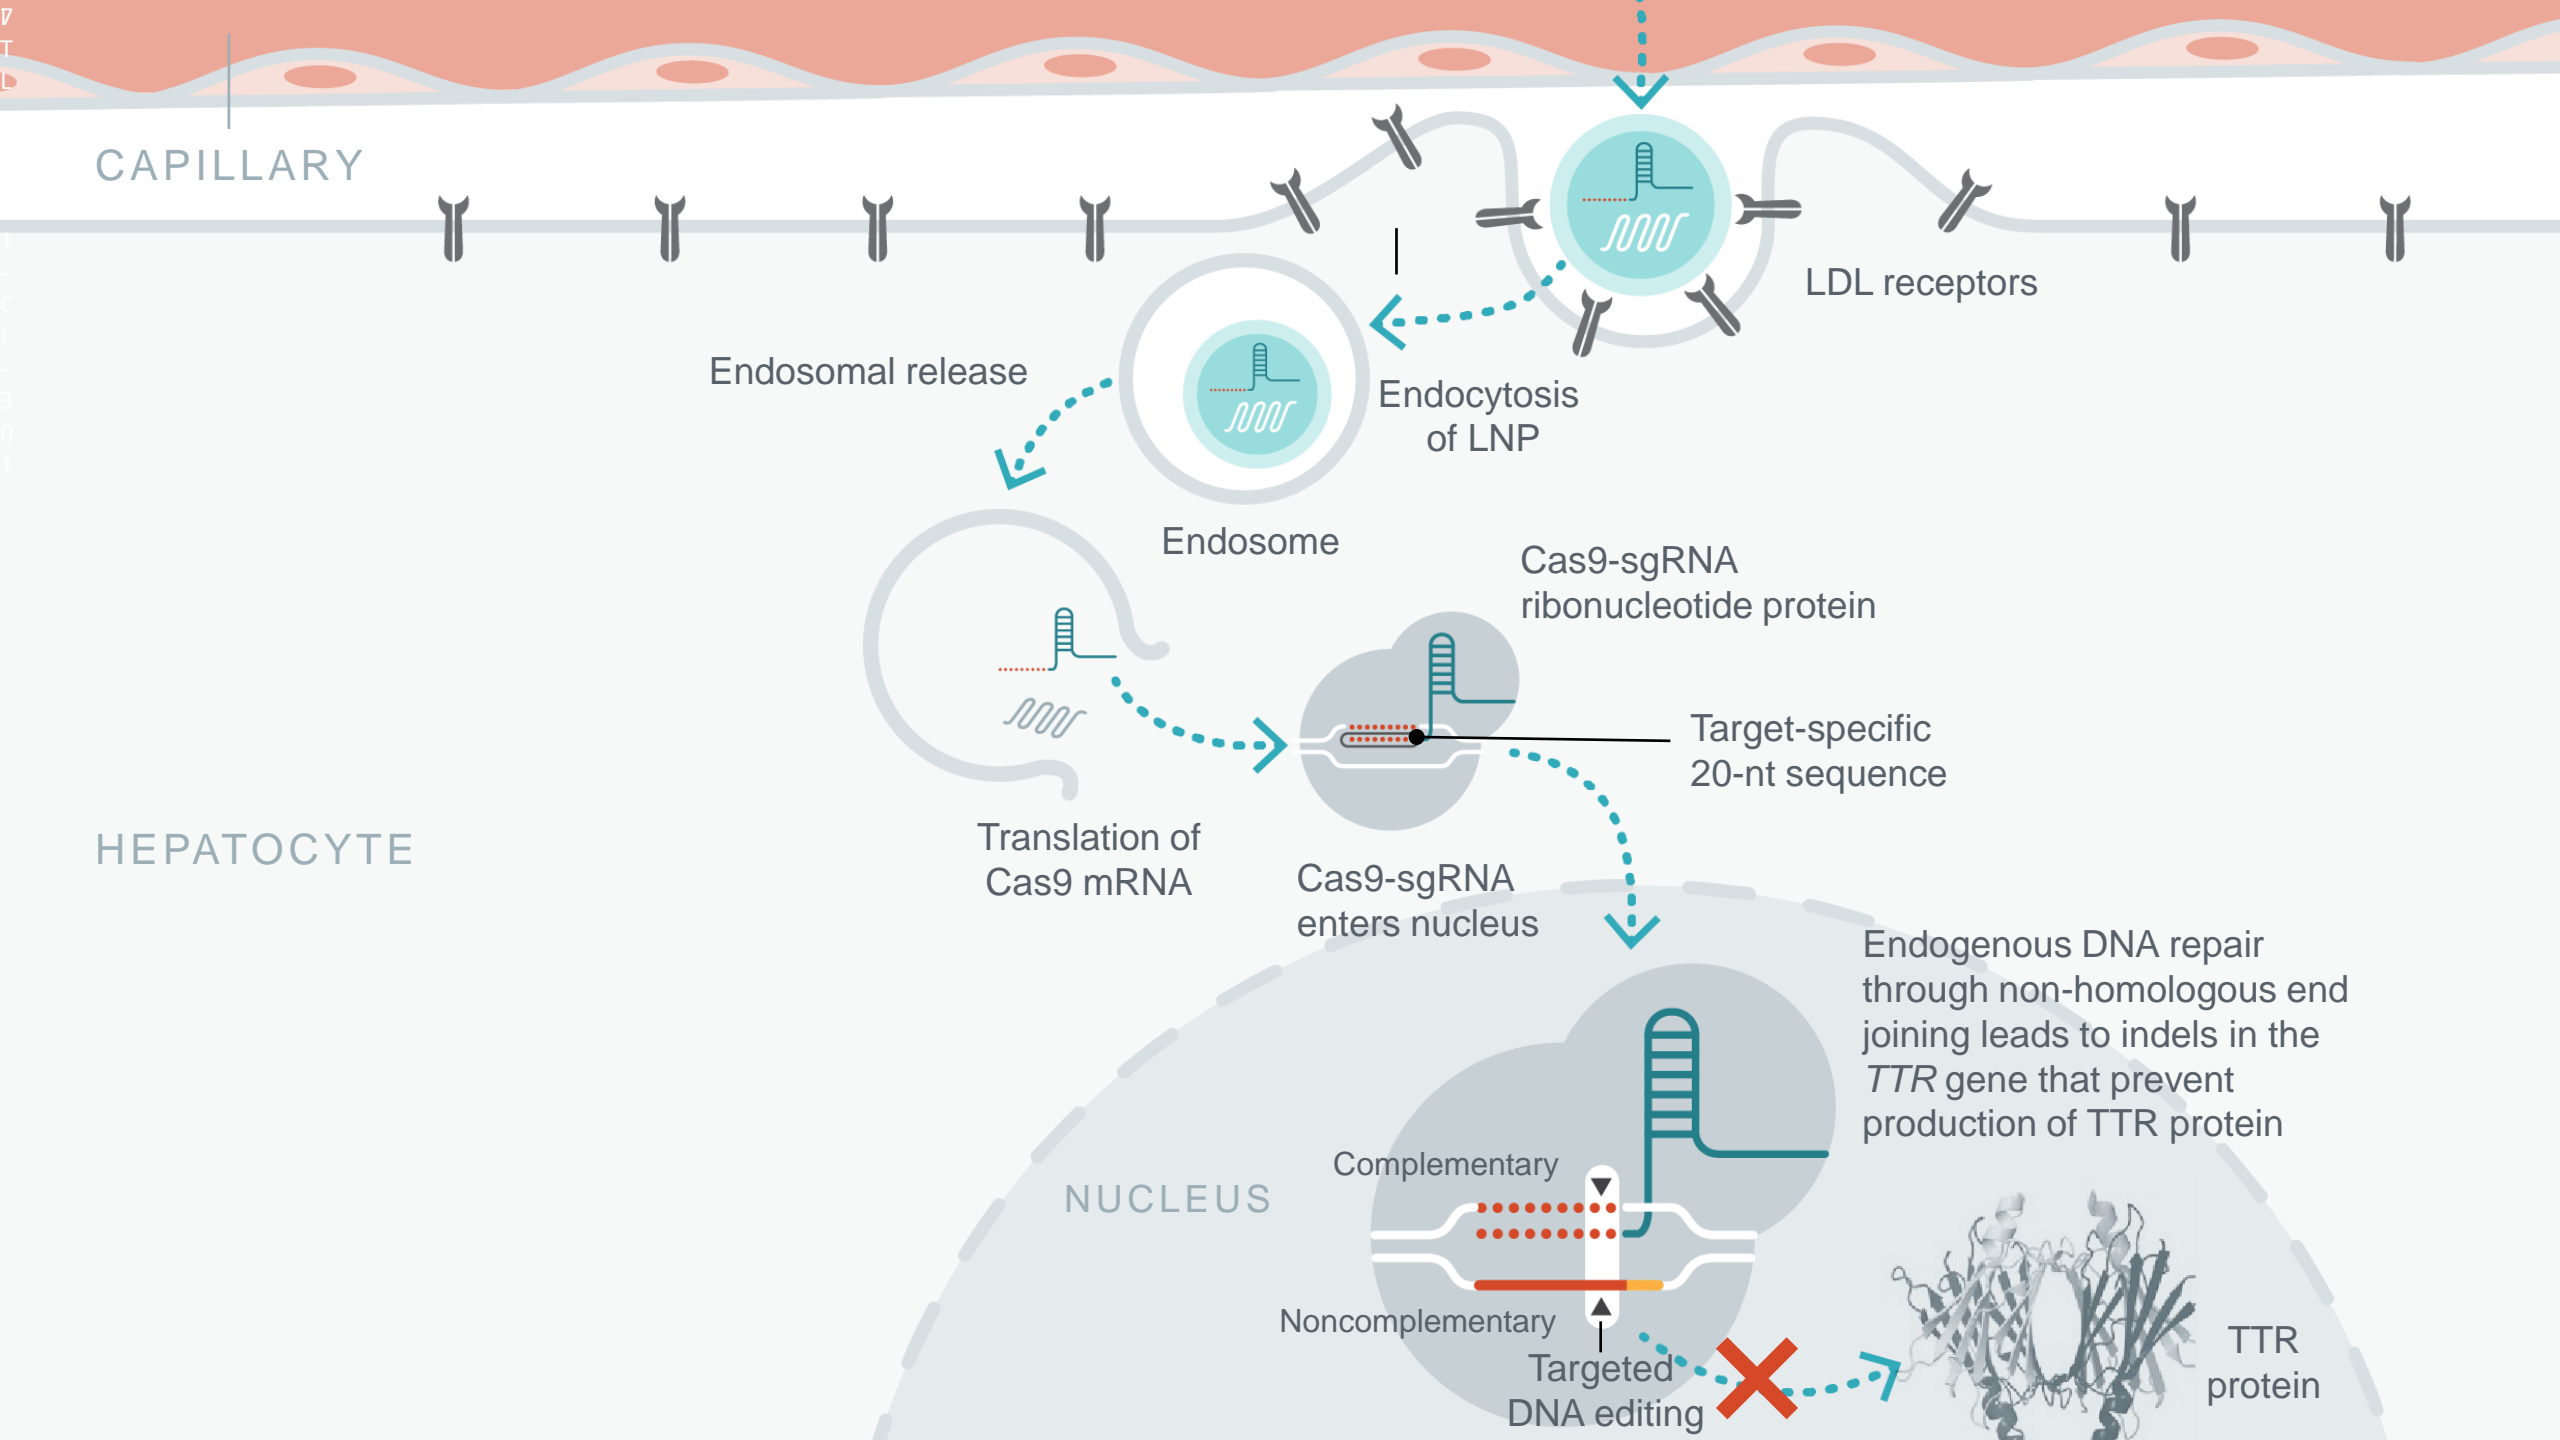 CAPILLARY
LDL receptors
Endosomal release
Endocytosis
of LNP
Endosome
Cas9-sgRNA
ribonucleotide protein
Target-specific
20-nt sequence
Translation of
Cas9 mRNA
HEPATOCYTE
Cas9-sgRNA
enters nucleus
Endogenous DNA repair
through non-homologous end
joining leads to indels in the
TTR gene that prevent
production of TTR protein
Complementary
NUCLEUS
Noncomplementary
Targeted
DNA editing
TTR
protein